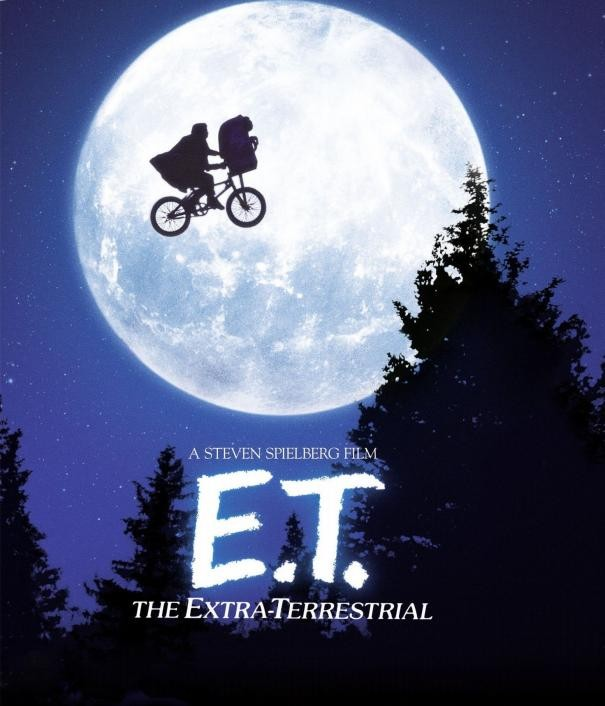 A STEVEN SPIELBERG FILM
E.T.
THE EXTRA-TERRESTRIAL